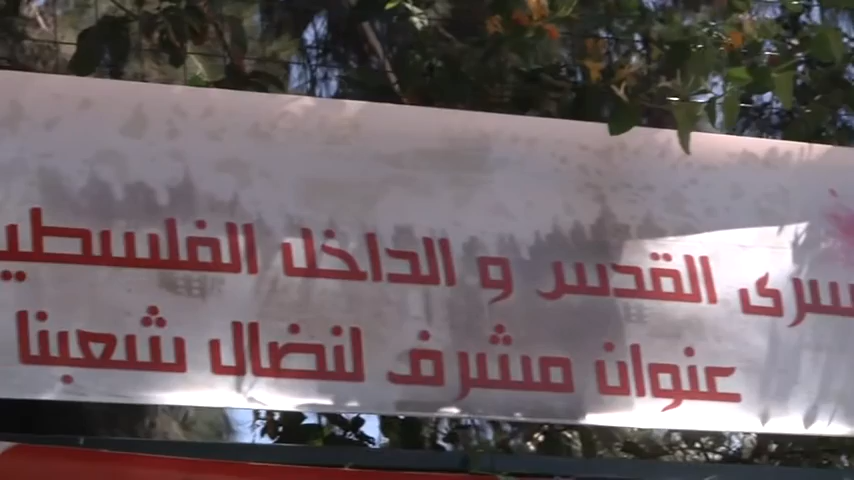 سرى القدس و الداخل الفلسطي
عنوان مشرف لنضال شعبنا